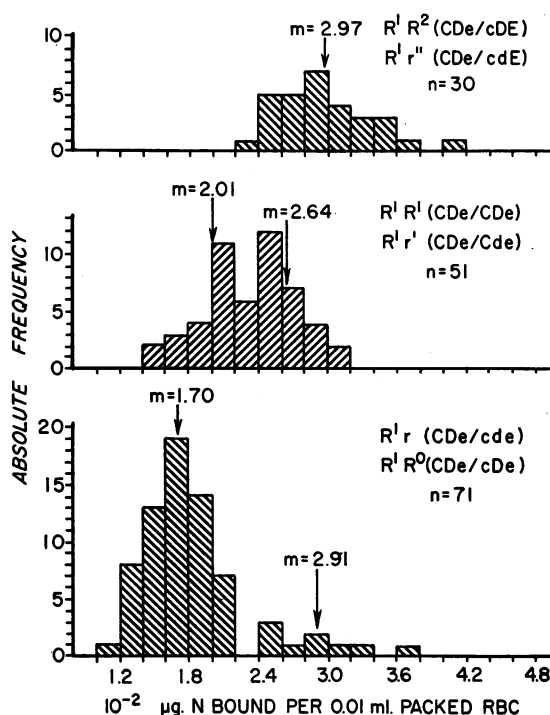 m=2.97
R¹ R² (CDe/cDE)
R¹ r" (CDe/cdE)
n=30
10
5
0
m=2.01
m=2.64
R¹ R¹ (CDe/CDe)
R¹ r' (CDe/Cde)
n=51
10
5
0
ABSOLUTE FREQUENCY
m=1.70
R¹ r (CDe/cde)
R¹ R⁰(CDe/cDe)
n=71
20
15
10
5
0
m=2.91
1.2 1.8 2.4 3.0 3.6 4.2 4.8
10⁻² µg. N BOUND PER 0.01 ml. PACKED RBC